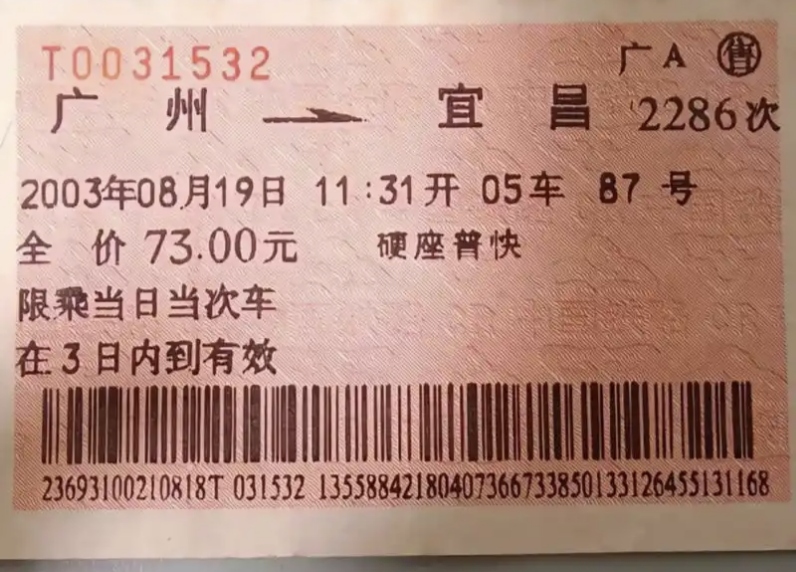 T0031532 广A 售
广州 → 宜昌 2286次
2003年08月19日 11:31开 05车 87号
全 价 73.00元 硬座普快
限乘当日当次车
在3日内到有效
23693100210818T 031532 1355884218040736673385013312645513​1168